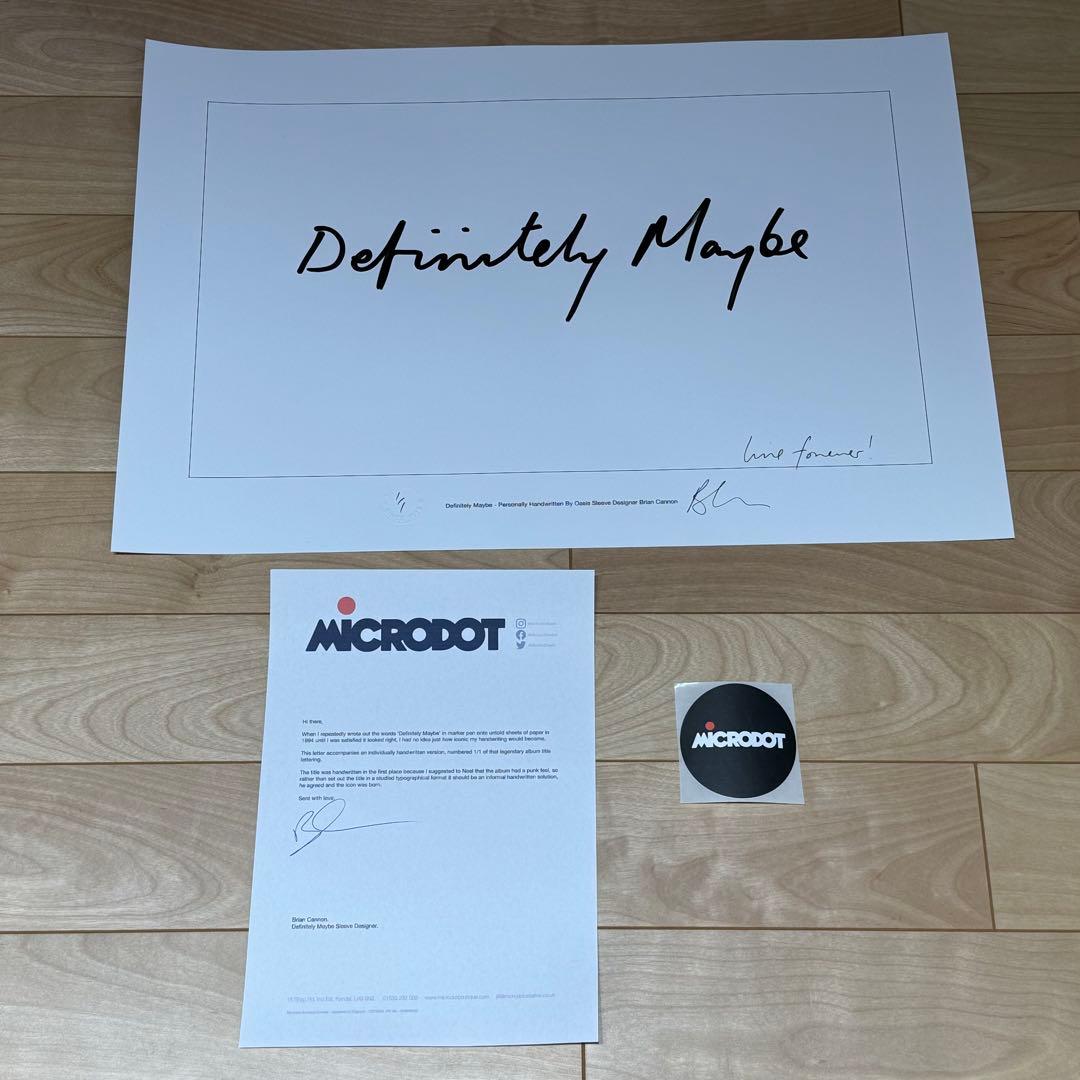 Definitely Maybe
live forever!
1/1
Definitely Maybe - Personally Handwritten By Oasis Sleeve Designer Brian Cannon
MICRODOT
Hi there,
When I repeatedly wrote out the words 'Definitely Maybe' in marker pen onto untold sheets of paper in
1994 until I was satisfied it looked right, I had no idea just how iconic my handwriting would become.
This letter accompanies an individually handwritten version, numbered 1/1 of that legendary album title
lettering.
The title was handwritten in the first place because I suggested to Noel that the album had a punk feel, so
rather than set out the title in a studied typographical format it should be an informal handwritten solution,
he agreed and the icon was born.
Sent with love,
Brian Cannon.
Definitely Maybe Sleeve Designer.
MICRODOT